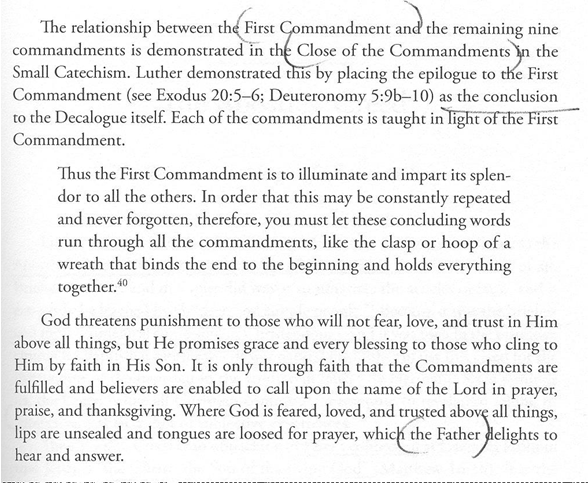 The relationship between the First Commandment and the remaining nine
commandments is demonstrated in the Close of the Commandments in the
Small Catechism. Luther demonstrated this by placing the epilogue to the First
Commandment (see Exodus 20:5–6; Deuteronomy 5:9b–10) as the conclusion
to the Decalogue itself. Each of the commandments is taught in light of the First
Commandment.
Thus the First Commandment is to illuminate and impart its splen-
dor to all the others. In order that this may be constantly repeated
and never forgotten, therefore, you must let these concluding words
run through all the commandments, like the clasp or hoop of a
wreath that binds the end to the beginning and holds everything
together.40
God threatens punishment to those who will not fear, love, and trust in Him
above all things, but He promises grace and every blessing to those who cling to
Him by faith in His Son. It is only through faith that the Commandments are
fulfilled and believers are enabled to call upon the name of the Lord in prayer,
praise, and thanksgiving. Where God is feared, loved, and trusted above all things,
lips are unsealed and tongues are loosed for prayer, which the Father delights to
hear and answer.